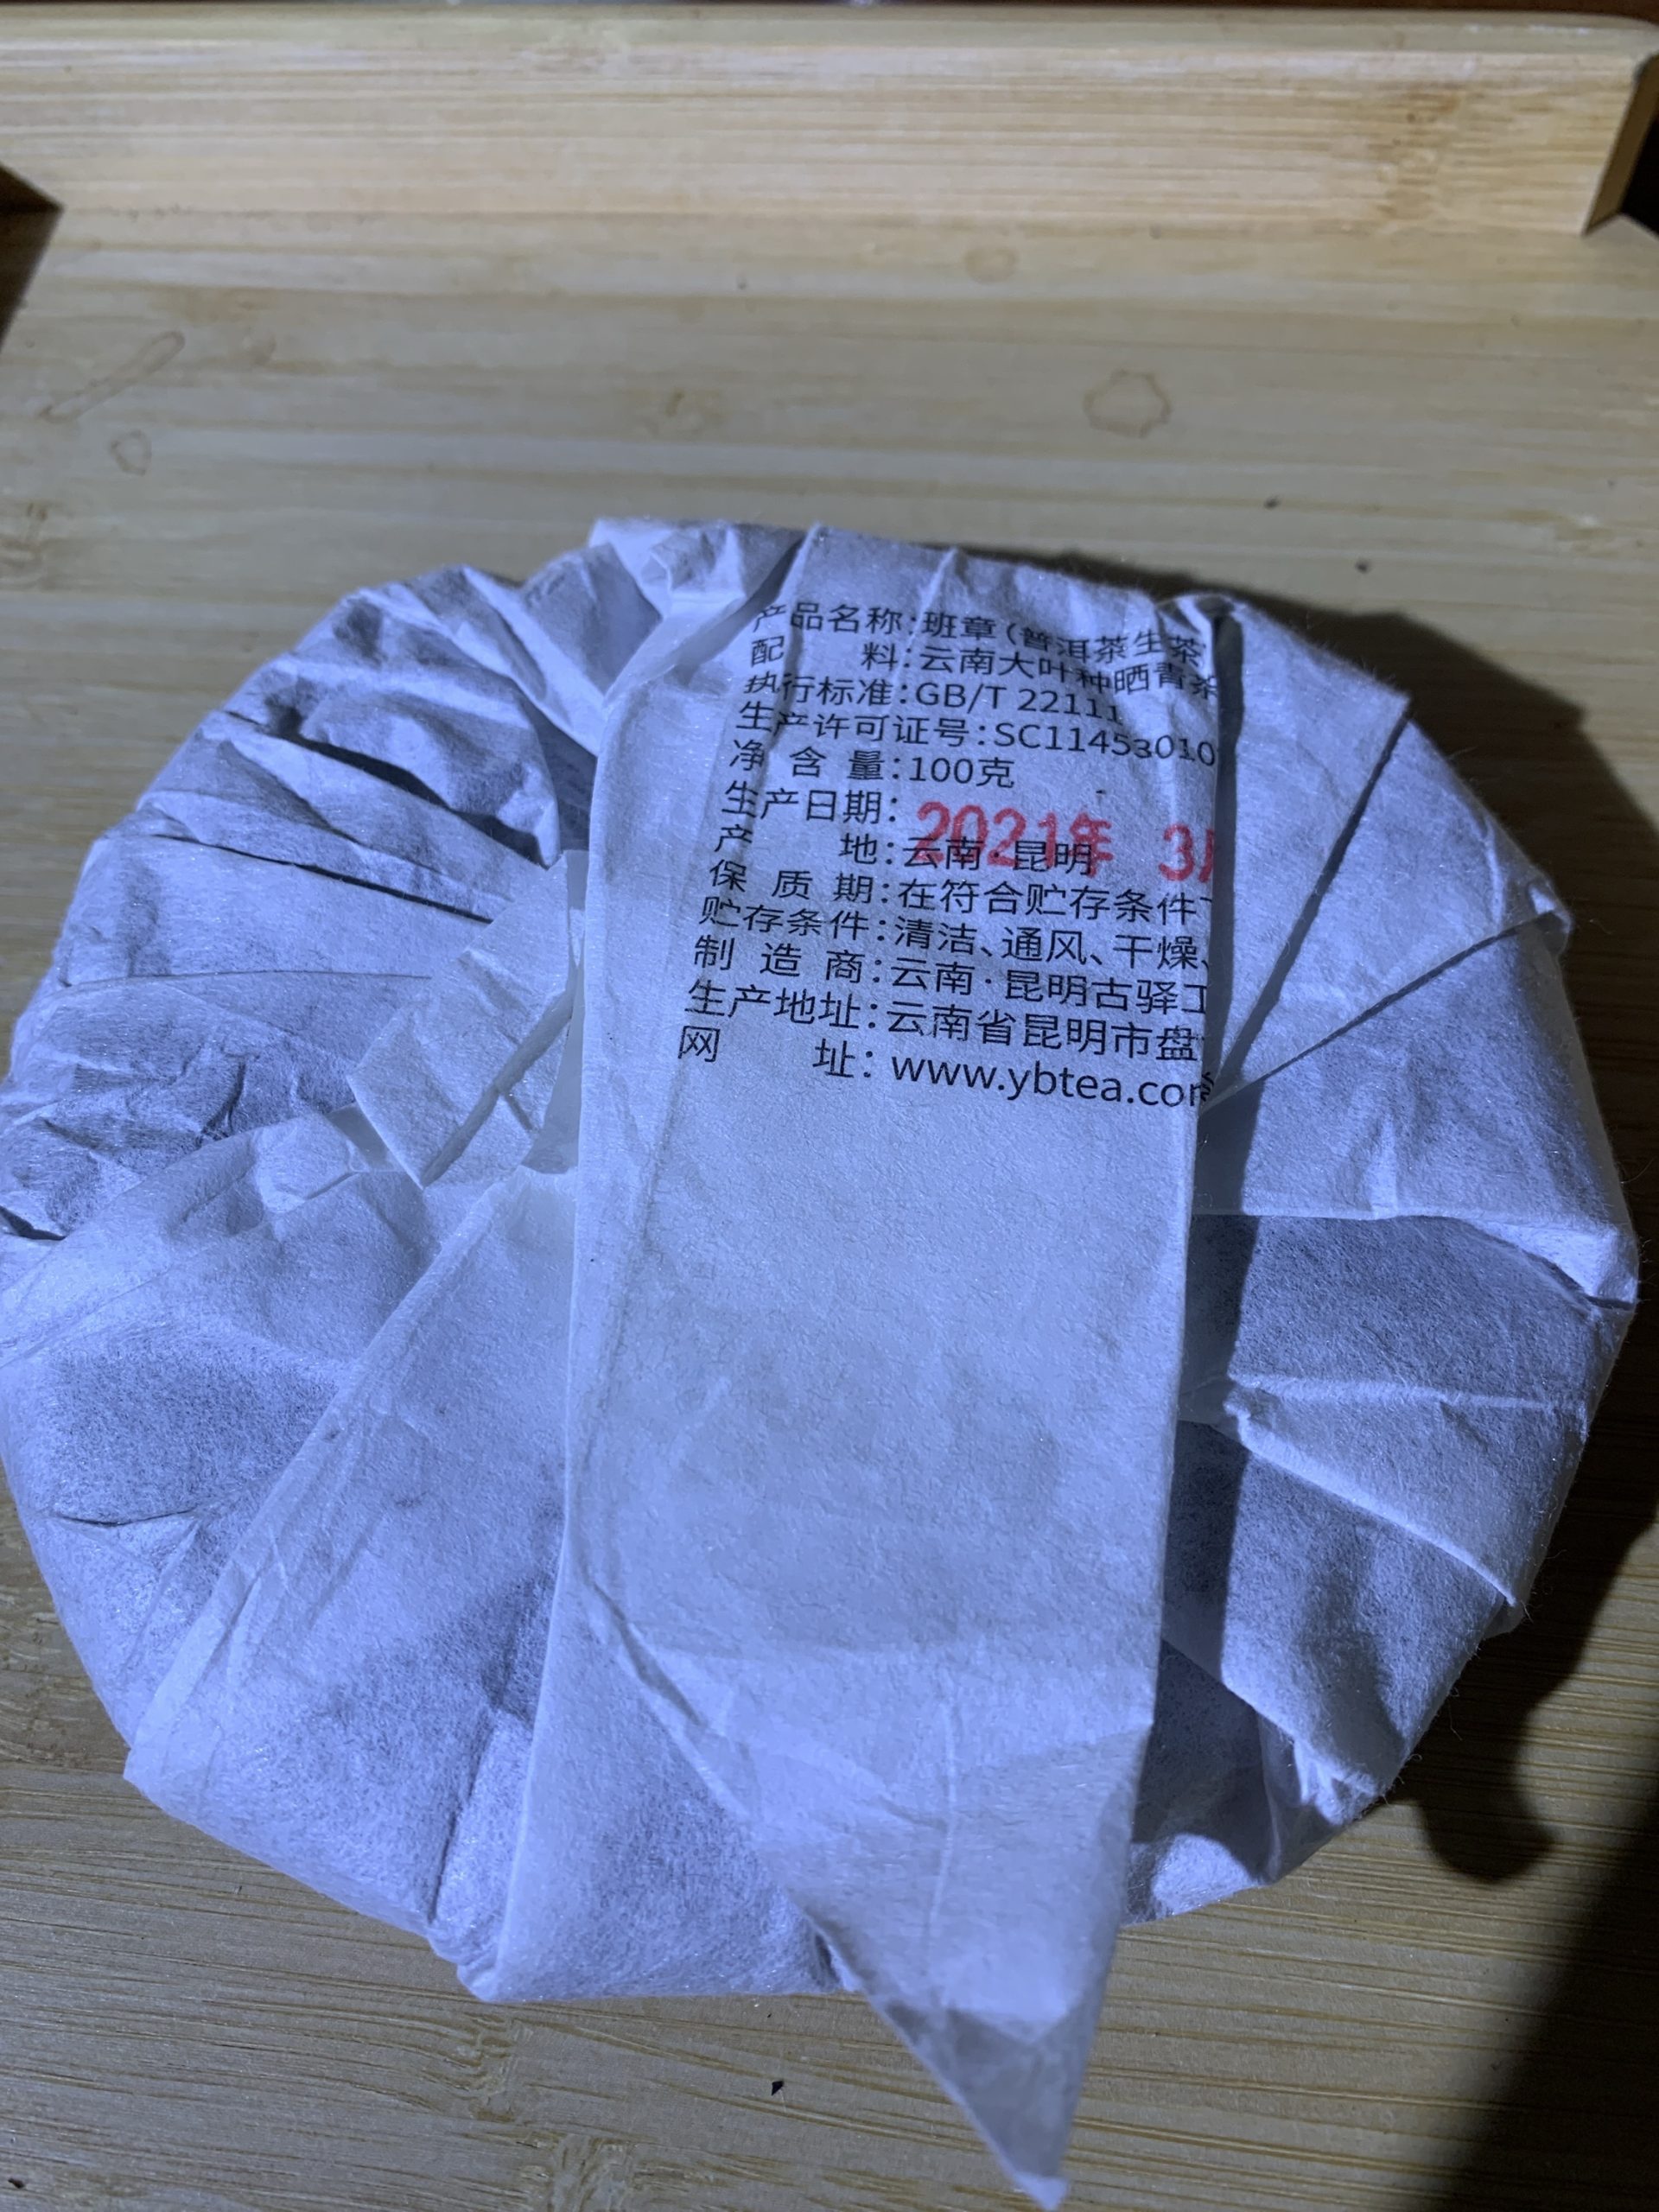 产品名称：班章（普洱茶生茶
配　　料：云南大叶种晒青茶
执行标准：GB/T 22111
生产许可证号：SC11453010
净 含 量：100克
生产日期：2021年 3
产　　地：云南·昆明
保 质 期：在符合贮存条件
贮存条件：清洁、通风、干燥、
制 造 商：云南·昆明古驿
生产地址：云南省昆明市盘
网　　址：www.ybtea.com